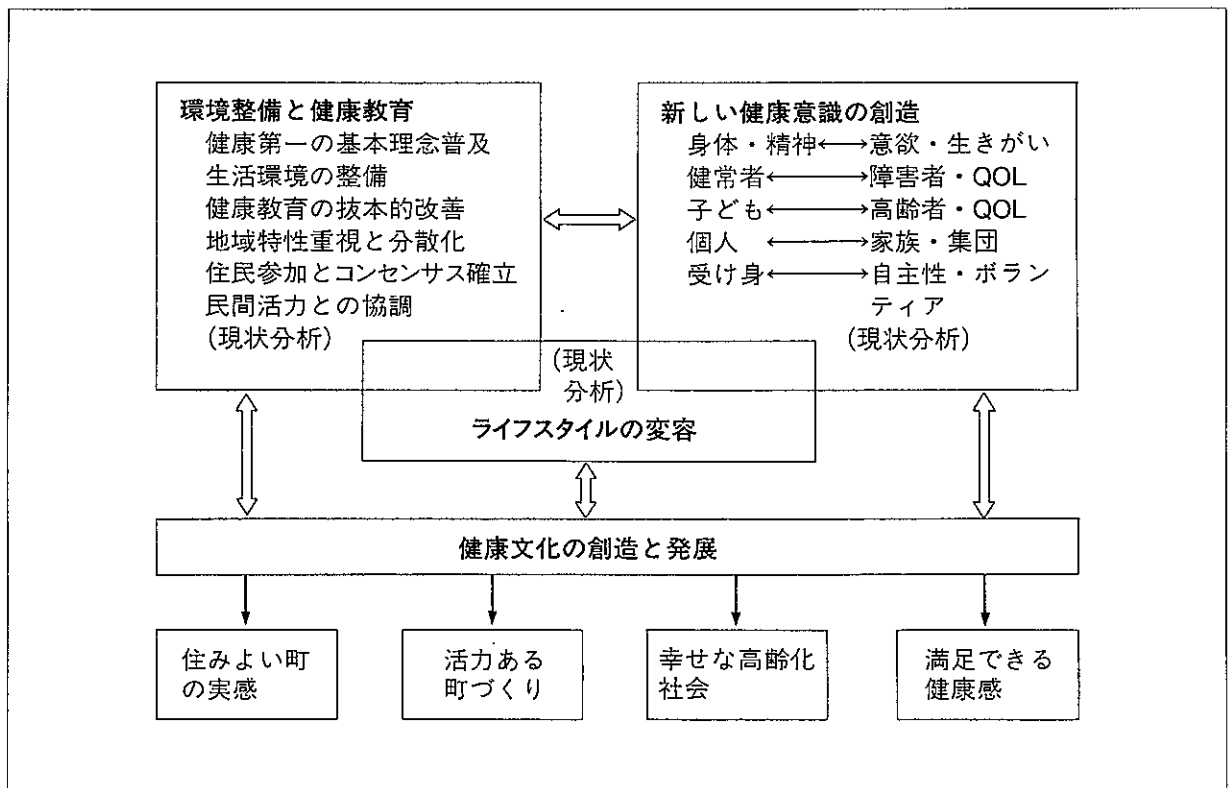 環境整備と健康教育
健康第一の基本理念普及
生活環境の整備
健康教育の抜本的改善
地域特性重視と分散化
住民参加とコンセンサス確立
民間活力との協調
(現状分析)
新しい健康意識の創造
身体・精神⟷意欲・生きがい
健常者⟷障害者・QOL
子ども⟷高齢者・QOL
個人⟷家族・集団
受け身⟷自主性・ボラン
ティア
(現状分析)
(現状
分析)
ライフスタイルの変容
健康文化の創造と発展
住みよい町
の実感
活力ある
町づくり
幸せな高齢化
社会
満足できる
健康感